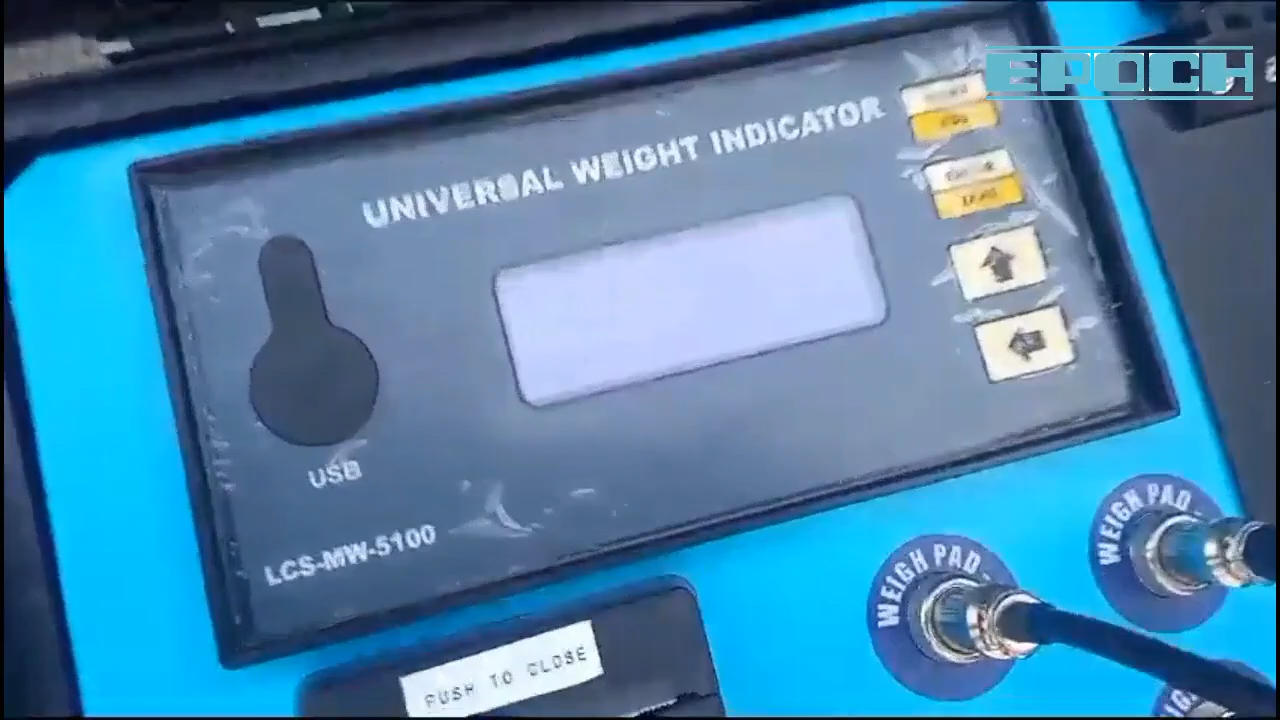 EPOCH
UNIVERSAL WEIGHT INDICATOR
USB
LCS-MW-5100
PUSH TO CLOSE
WEIGH PAD-
WEIGH PAD-